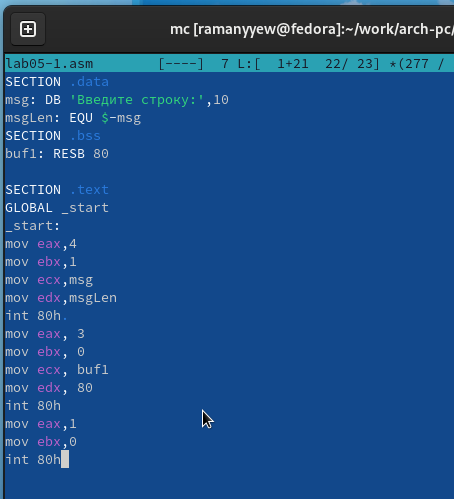 mc [ramanyyew@fedora]:~/work/arch-pc/
lab05-1.asm [----] 7 L:[ 1+21 22/ 23] *(277 /
SECTION .data
msg: DB 'Введите строку:',10
msgLen: EQU $-msg
SECTION .bss
buf1: RESB 80

SECTION .text
GLOBAL _start
_start:
mov eax,4
mov ebx,1
mov ecx,msg
mov edx,msgLen
int 80h
mov eax, 3
mov ebx, 0
mov ecx, buf1
mov edx, 80
int 80h
mov eax,1
mov ebx,0
int 80h